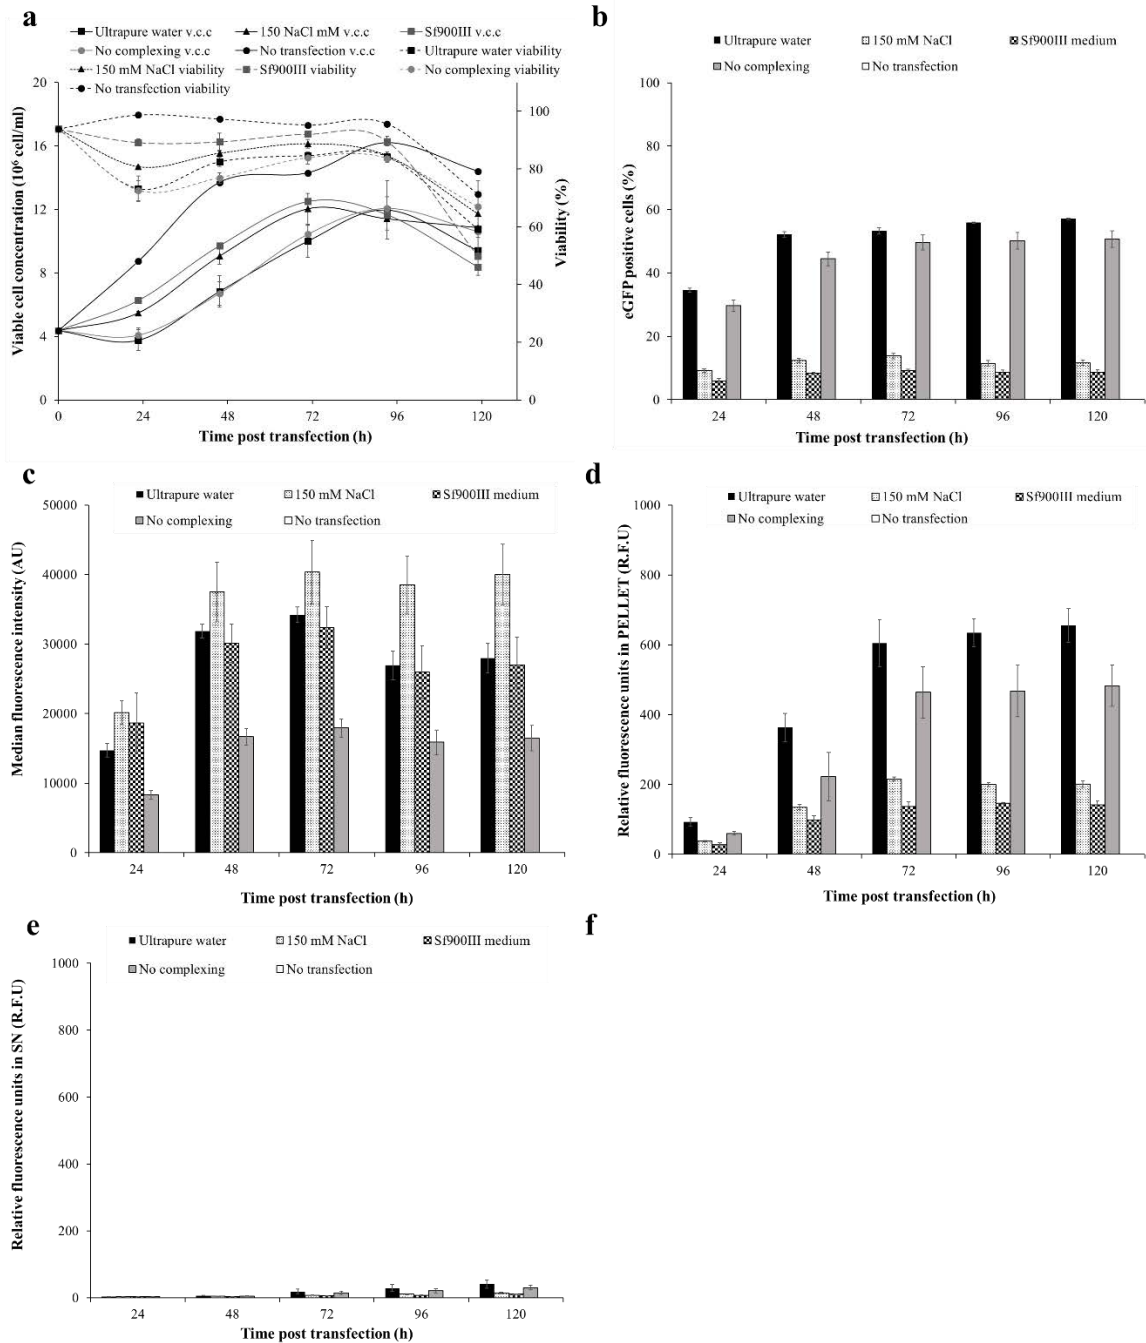 a
Ultrapure water v.c.c
150 NaCl mM v.c.c
Sf900III v.c.c
No complexing v.c.c
No transfection v.c.c
Ultrapure water viability
150 mM NaCl viability
Sf900III viability
No complexing viability
No transfection viability
20
16
12
8
4
0
Viable cell concentration (10⁶ cell/ml)
100
80
60
40
20
0
Viability (%)
0 24 48 72 96 120
Time post transfection (h)
b
Ultrapure water
150 mM NaCl
Sf900III medium
No complexing
No transfection
100
80
60
40
20
0
eGFP positive cells (%)
24 48 72 96 120
Time post transfection (h)
c
Ultrapure water
150 mM NaCl
Sf900III medium
No complexing
No transfection
50000
40000
30000
20000
10000
0
Median fluorescence intensity (AU)
24 48 72 96 120
Time post transfection (h)
d
Ultrapure water
150 mM NaCl
Sf900III medium
No complexing
No transfection
1000
800
600
400
200
0
Relative fluorescence units in PELLET (R.F.U)
24 48 72 96 120
Time post transfection (h)
e
Ultrapure water
150 mM NaCl
Sf900III medium
No complexing
No transfection
1000
800
600
400
200
0
Relative fluorescence units in SN (R.F.U)
24 48 72 96 120
Time post transfection (h)
f